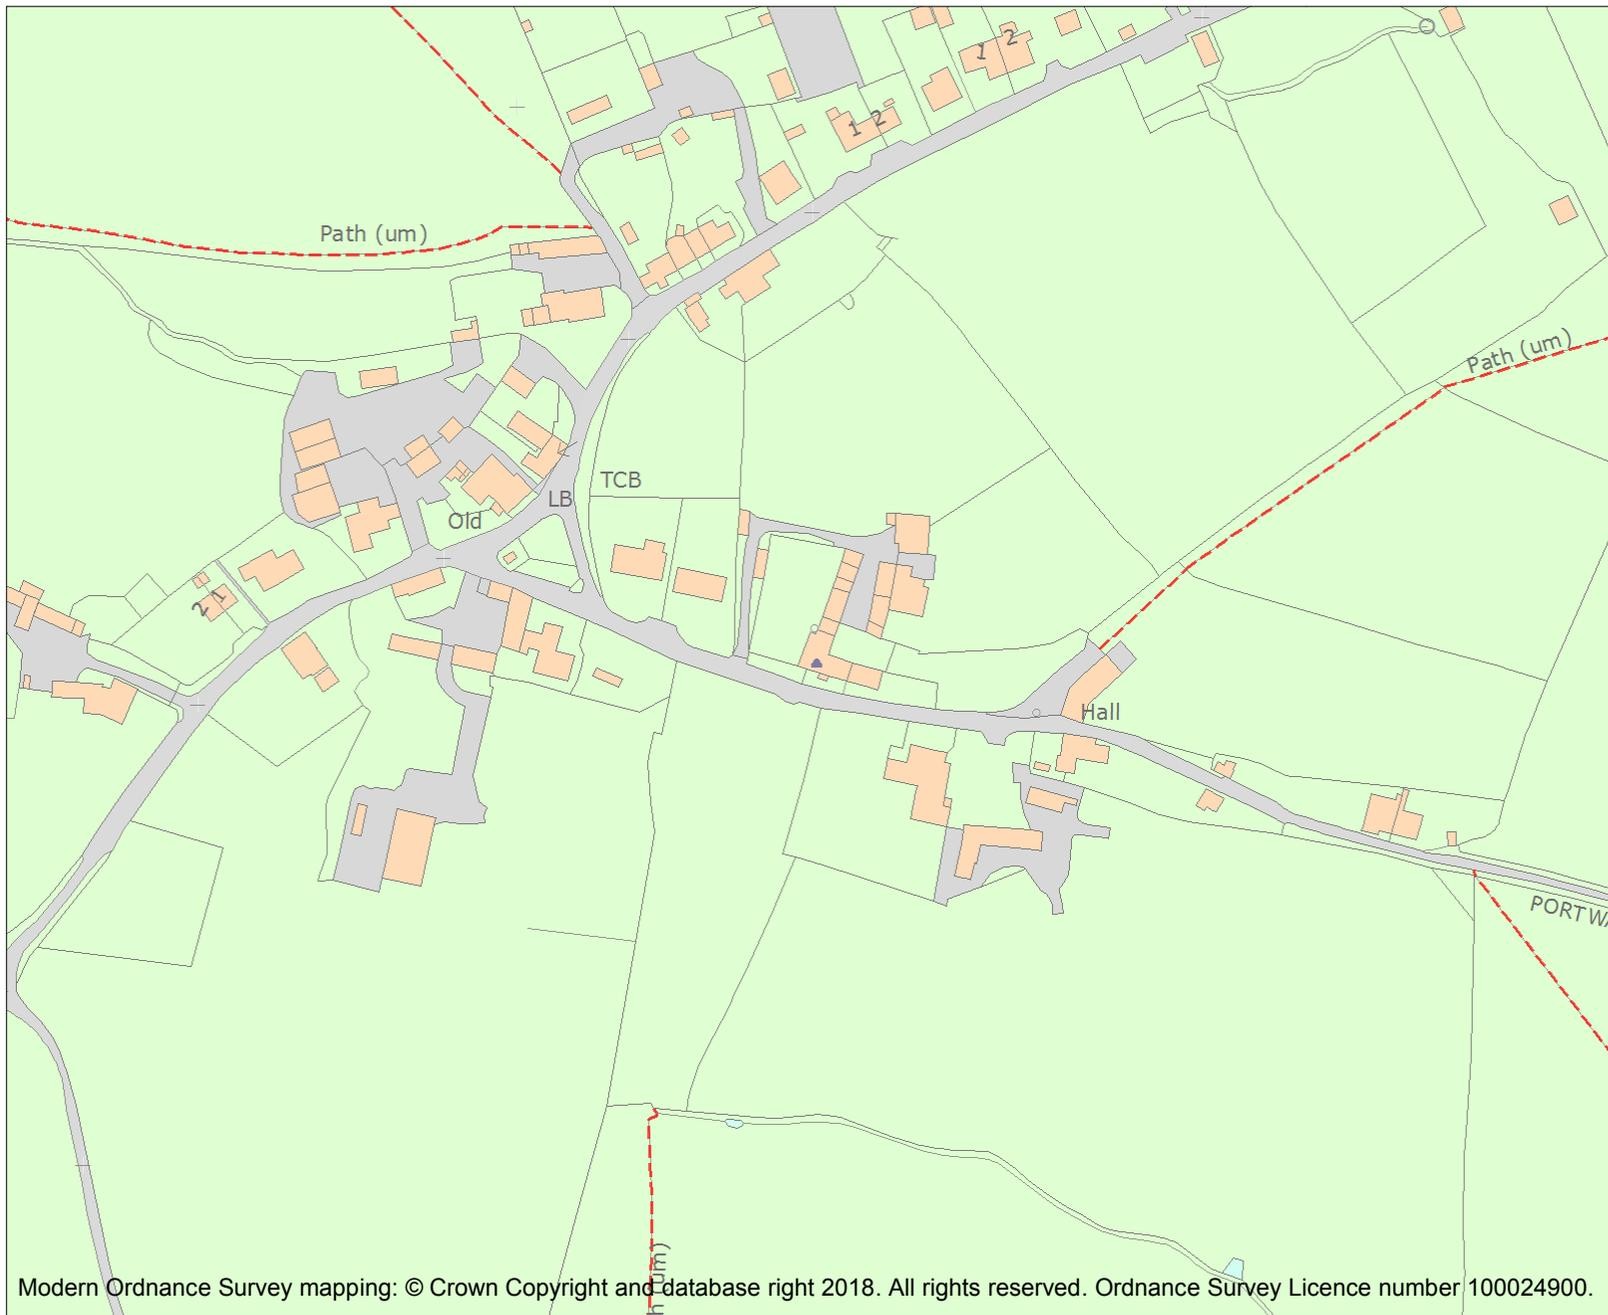 1 2
1 2
Path (um)
Path (um)
TCB
LB
Old
2 1
Hall
PORTWA
h (um)
Modern Ordnance Survey mapping: © Crown Copyright and database right 2018. All rights reserved. Ordnance Survey Licence number 100024900.